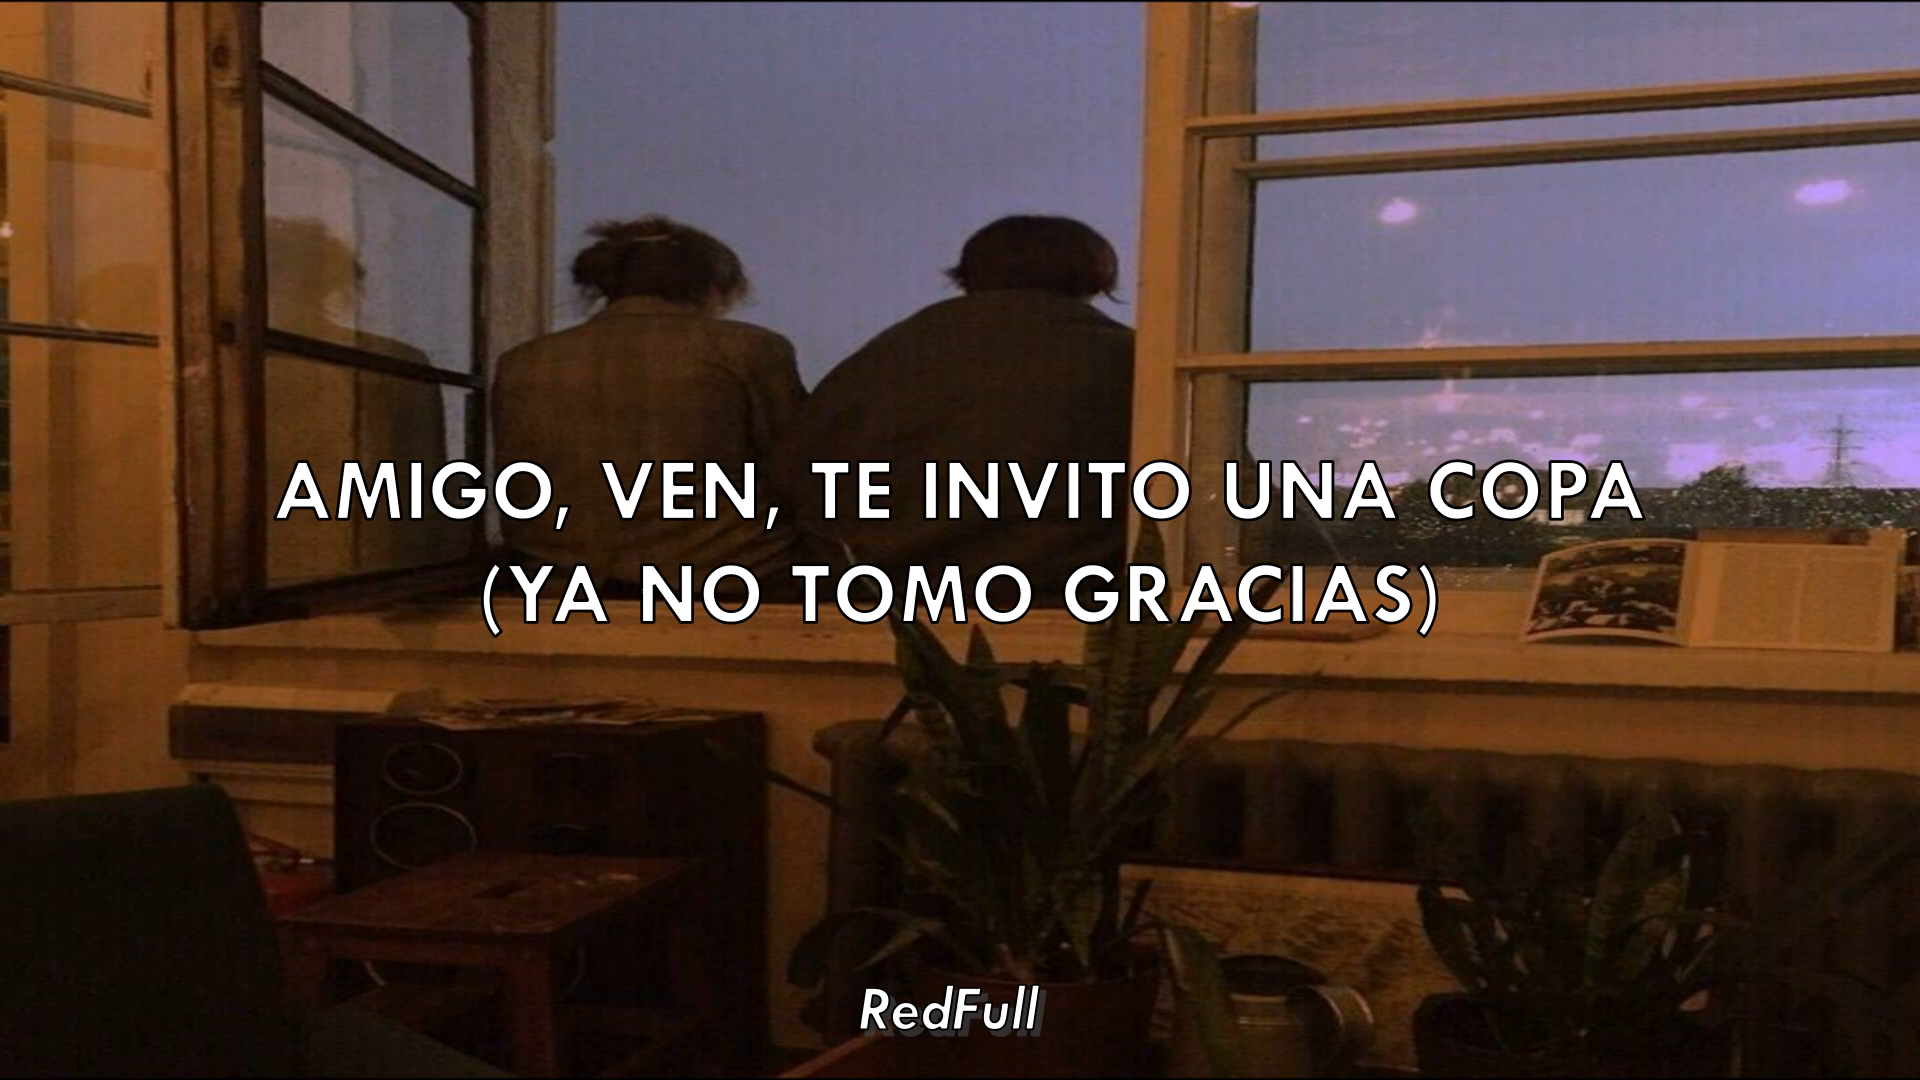 AMIGO, VEN, TE INVITO UNA COPA
(YA NO TOMO GRACIAS)
RedFull